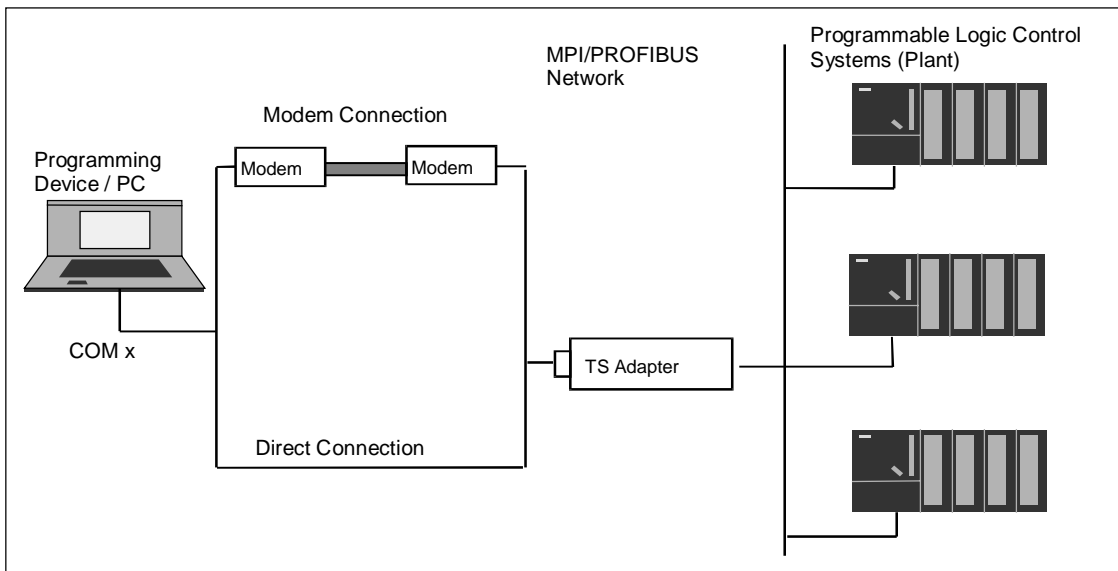 Programmable Logic Control
Systems (Plant)
MPI/PROFIBUS
Network
Modem Connection
Programming
Device / PC
Modem
Modem
COM x
TS Adapter
Direct Connection